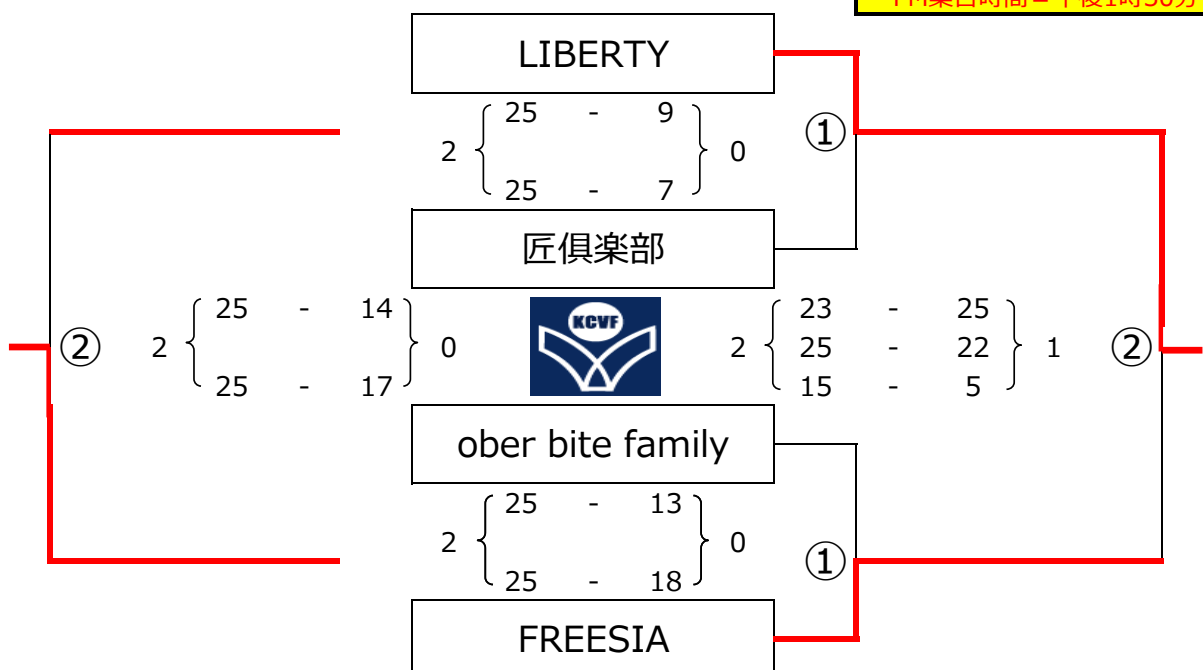 LIBERTY
25 - 9
① 
2 0
25 - 7
匠倶楽部
25 - 14
23 - 25
② 2 0
KCVF
2 25 - 22 1 ②
25 - 17
15 - 5
ober bite family
25 - 13
2 0
①
25 - 18
FREESIA